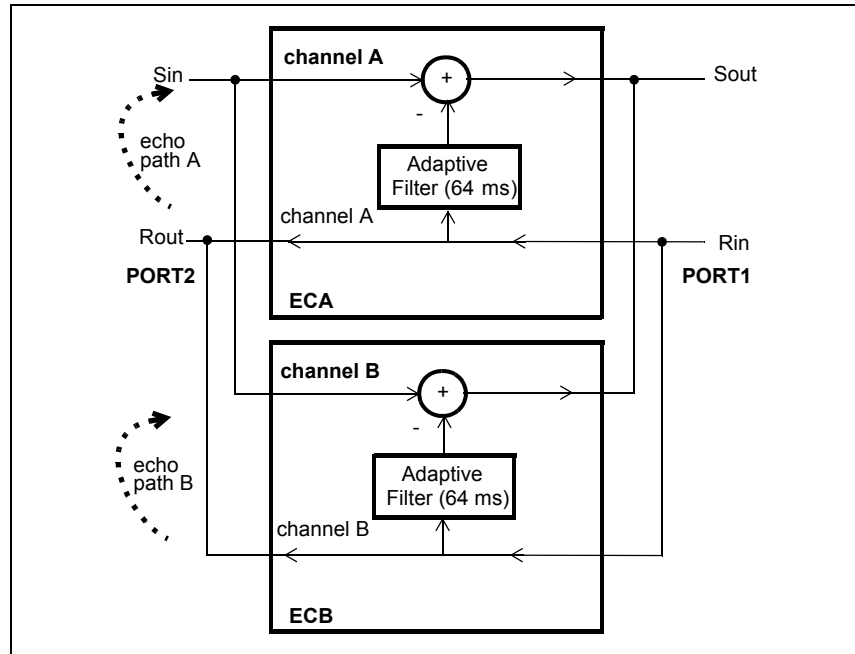 channel A
Sin
+
Sout
-
echo
path A
Adaptive
Filter (64 ms)
channel A
Rout
Rin
PORT2
PORT1
ECA
channel B
+
-
echo
path B
Adaptive
Filter (64 ms)
channel B
ECB